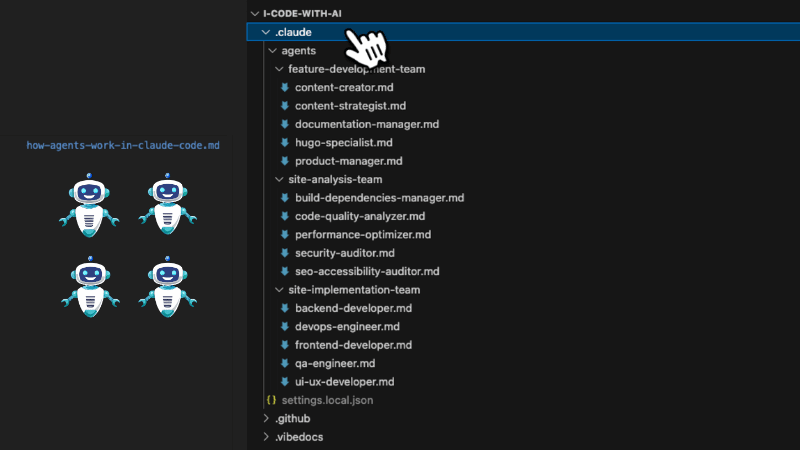 how-agents-work-in-claude-code.md
I-CODE-WITH-AI
.claude
agents
feature-development-team
content-creator.md
content-strategist.md
documentation-manager.md
hugo-specialist.md
product-manager.md
site-analysis-team
build-dependencies-manager.md
code-quality-analyzer.md
performance-optimizer.md
security-auditor.md
seo-accessibility-auditor.md
site-implementation-team
backend-developer.md
devops-engineer.md
frontend-developer.md
qa-engineer.md
ui-ux-developer.md
{} settings.local.json
.github
.vibedocs